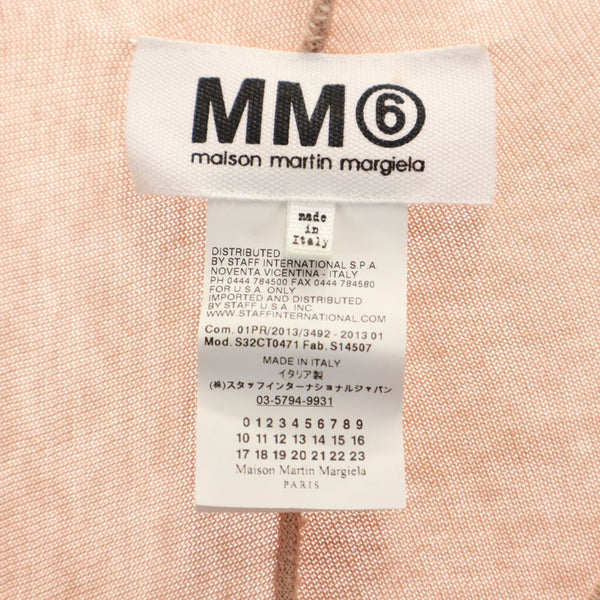 MM⑥
maison martin margiela
made
in
Italy
DISTRIBUTED
BY STAFF INTERNATIONAL S.P.A.
NOVENTA VICENTINA - ITALY
PH 0444 784500 FAX 0444 784580
FOR U.S.A. ONLY
IMPORTED AND DISTRIBUTED
BY STAFF U.S.A. INC
WWW.STAFFINTERNATIONAL.COM
Com. 01PR/2013/3492 - 2013 01
Mod. S32CT0471 Fab. S14507
MADE IN ITALY
イタリア製
(株)スタッフインターナショナルジャパン
03-5794-9931
0 1 2 3 4 5 6 7 8 9
10 11 12 13 14 15 16
17 18 19 20 21 22 23
Maison Martin Margiela
PARIS